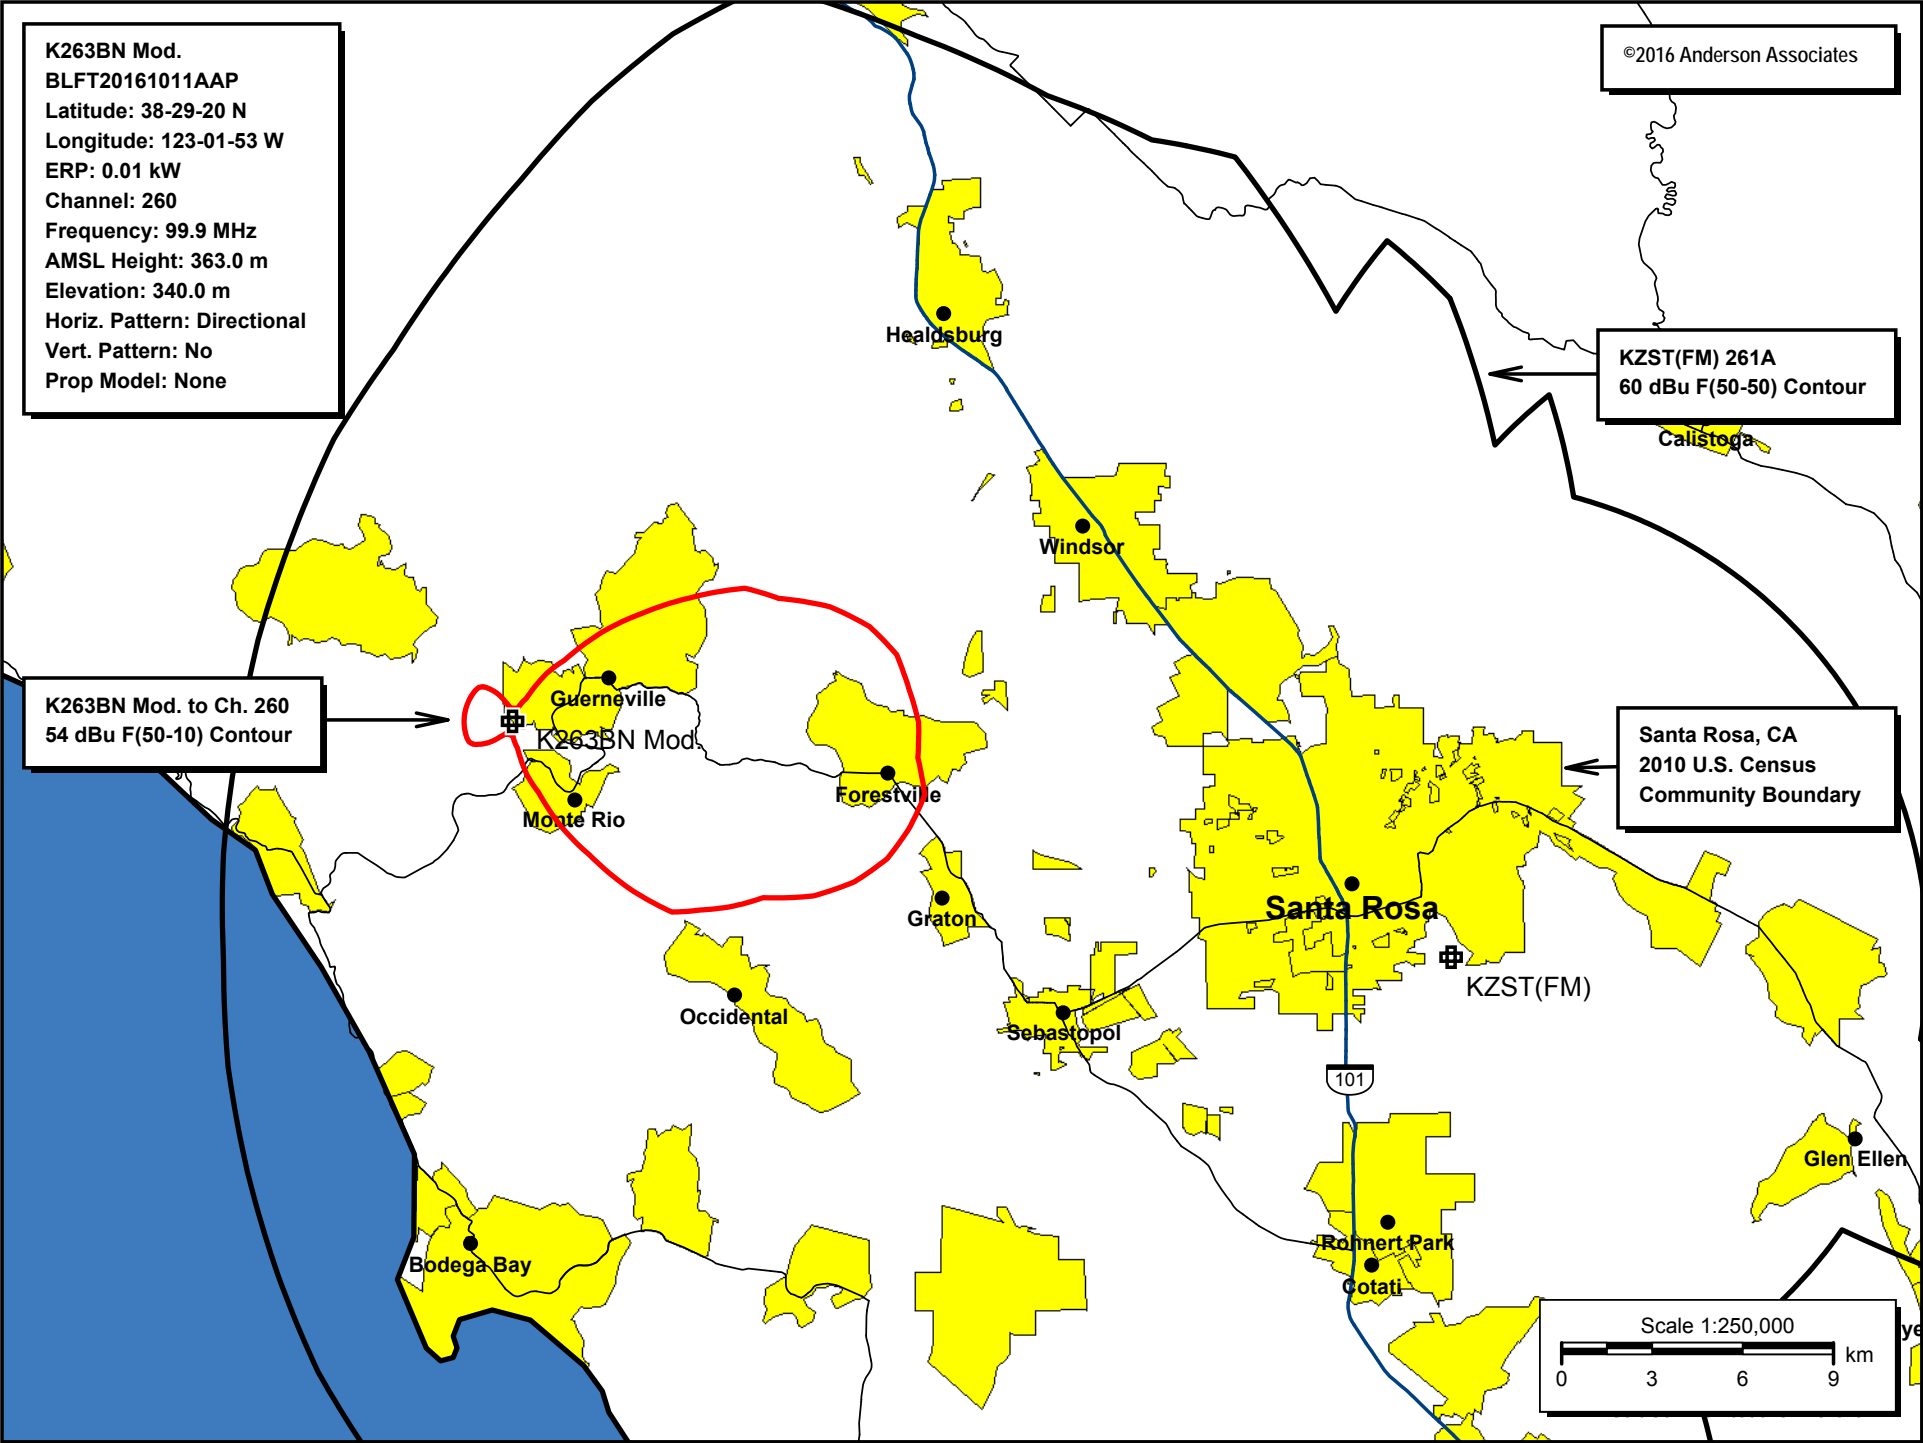 K263BN Mod.
BLFT20161011AAP
Latitude: 38-29-20 N
Longitude: 123-01-53 W
ERP: 0.01 kW
Channel: 260
Frequency: 99.9 MHz
AMSL Height: 363.0 m
Elevation: 340.0 m
Horiz. Pattern: Directional
Vert. Pattern: No
Prop Model: None
©2016 Anderson Associates
Healdsburg
KZST(FM) 261A
60 dBu F(50-50) Contour
Calistoga
Windsor
K263BN Mod. to Ch. 260
54 dBu F(50-10) Contour
Guerneville
K263BN Mod.
Forestville
Monte Rio
Santa Rosa, CA
2010 U.S. Census
Community Boundary
Santa Rosa
Graton
KZST(FM)
Occidental
Sebastopol
101
Glen Ellen
Rohnert Park
Bodega Bay
Cotati
Scale 1:250,000
km
0 3 6 9